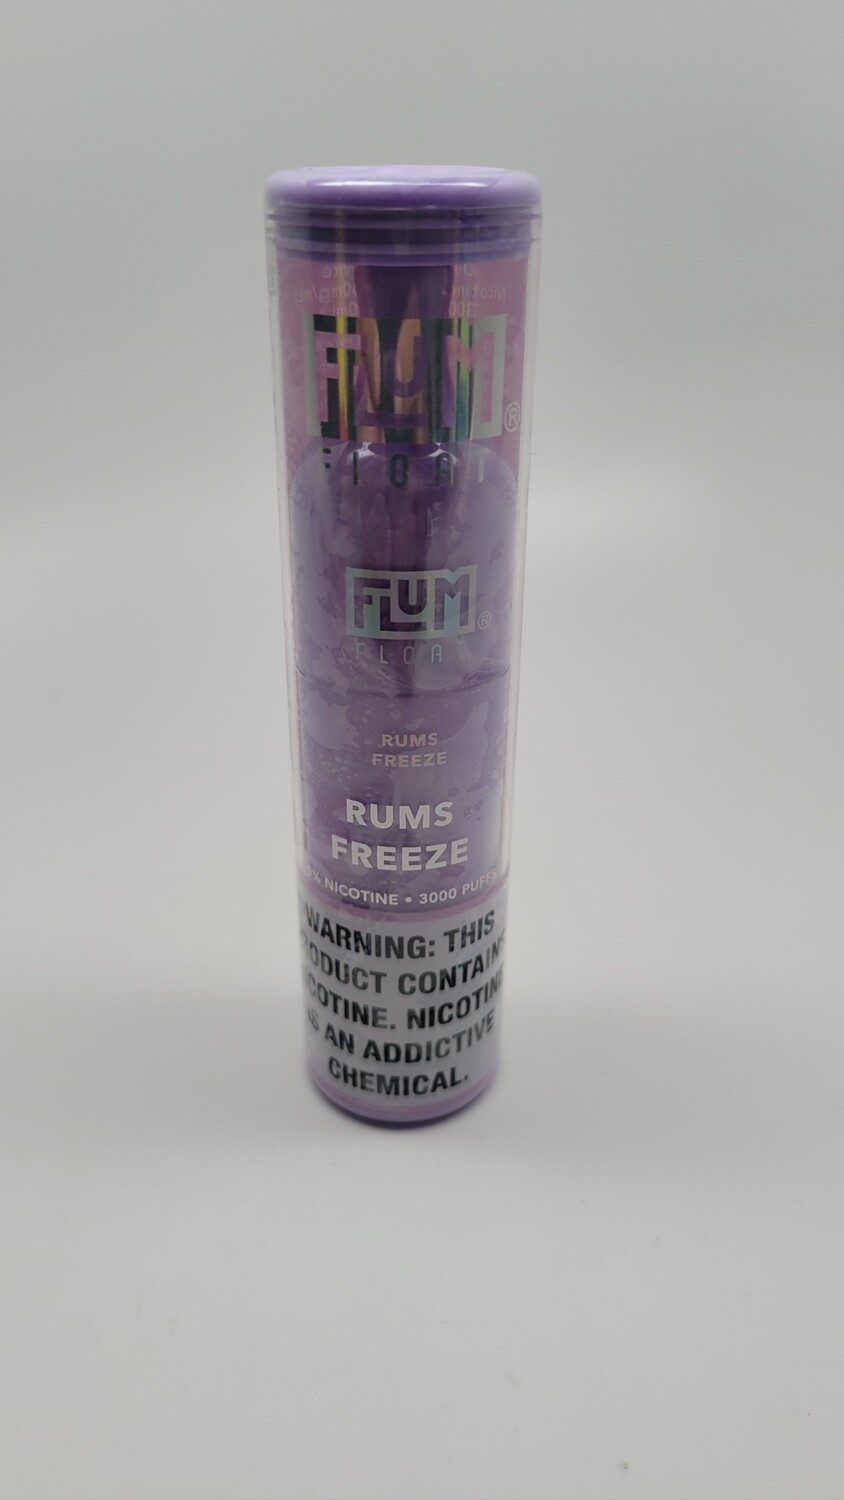 FLUM®
FLOAT
FLUM®
FLOAT
RUMS
FREEZE
RUMS
FREEZE
5% NICOTINE • 3000 PUFFS
WARNING: THIS
PRODUCT CONTAINS
NICOTINE. NICOTINE
IS AN ADDICTIVE
CHEMICAL.